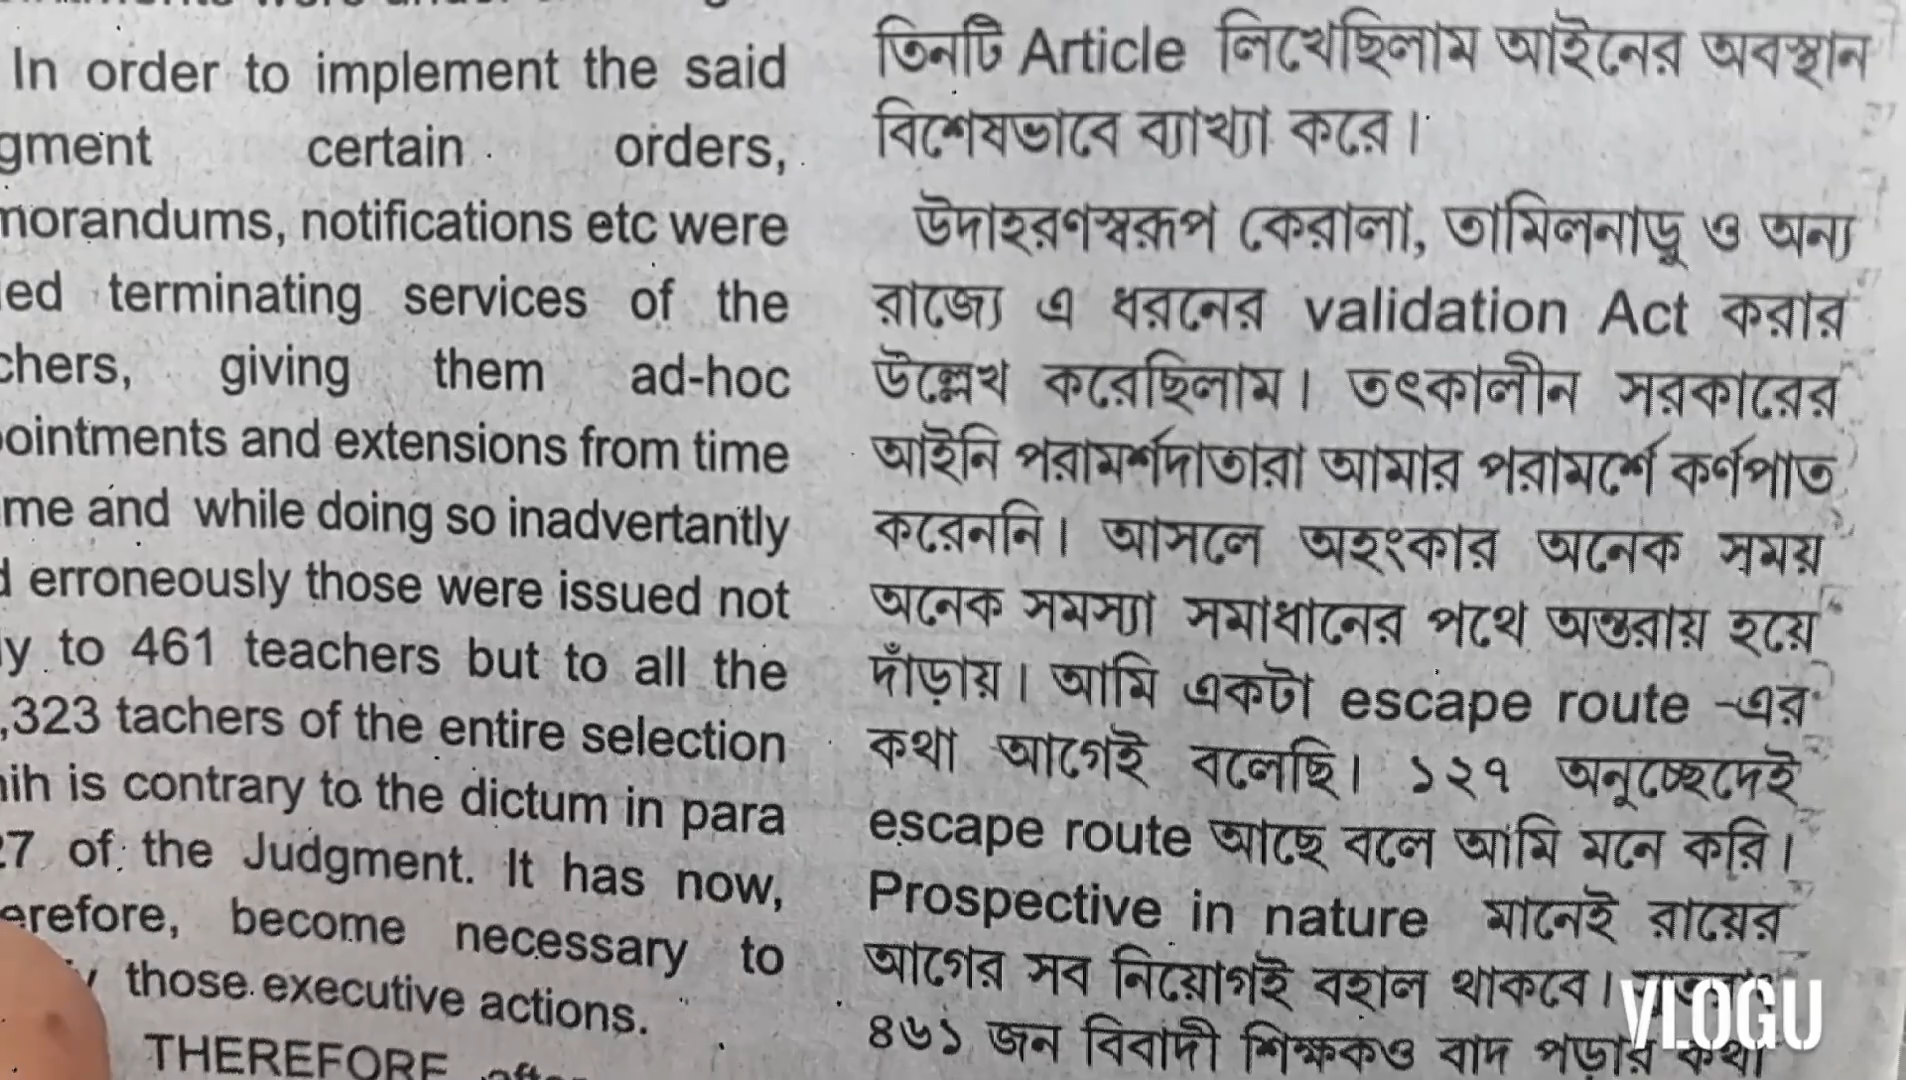 In order to implement the said
gment certain orders,
morandums, notifications etc were
ed terminating services of the
chers, giving them ad-hoc
ointments and extensions from time
me and while doing so inadvertantly
d erroneously those were issued not
ly to 461 teachers but to all the
,323 tachers of the entire selection
hih is contrary to the dictum in para
27 of the Judgment. It has now,
erefore, become necessary to
those executive actions.
THEREFORE
তিনটি Article লিখেছিলাম আইনের অবস্থান
বিশেষভাবে ব্যাখ্যা করে।
উদাহরণস্বরূপ কেরালা, তামিলনাড়ু ও অন্য
রাজ্যে এ ধরনের validation Act করার
উল্লেখ করেছিলাম। তৎকালীন সরকারের
আইনি পরামর্শদাতারা আমার পরামর্শে কর্ণপাত
করেননি। আসলে অহংকার অনেক সময়
অনেক সমস্যা সমাধানের পথে অন্তরায় হয়ে
দাঁড়ায়। আমি একটা escape route -এর
কথা আগেই বলেছি। ১২৭ অনুচ্ছেদেই
escape route আছে বলে আমি মনে করি।
Prospective in nature মানেই রায়ের
আগের সব নিয়োগই বহাল থাকবে।
৪৬১ জন বিবাদী শিক্ষকও বাদ পড়ার কথা
VLOGU